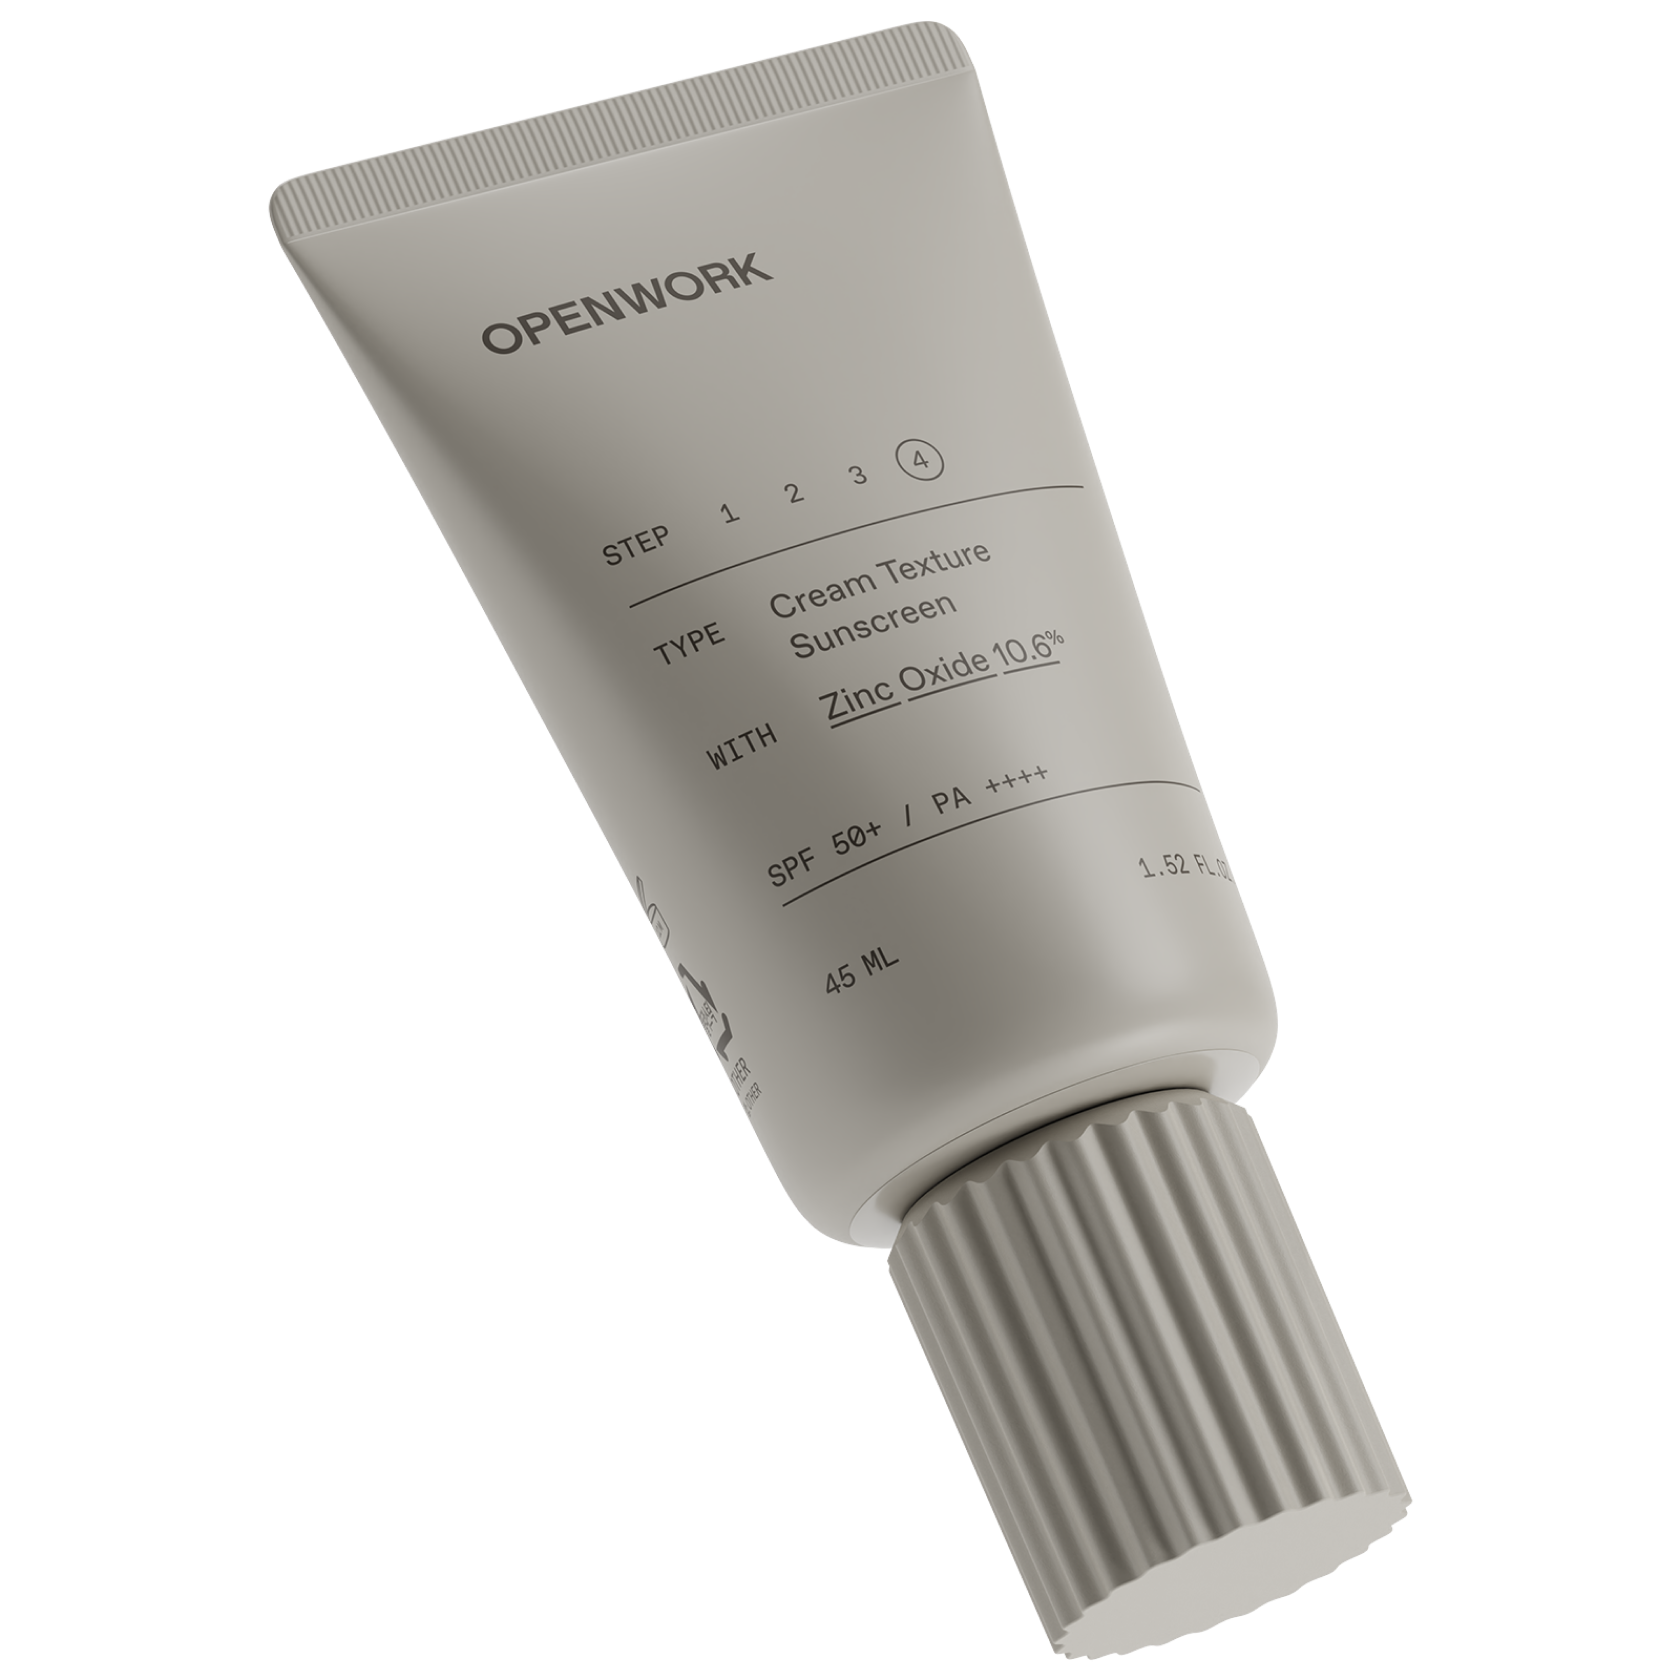 OPENWORK
STEP 1 2 3 4
TYPE Cream Texture
Sunscreen
WITH Zinc Oxide 10.6%
SPF 50+ / PA ++++
45 ML 1.52 FL.OZ